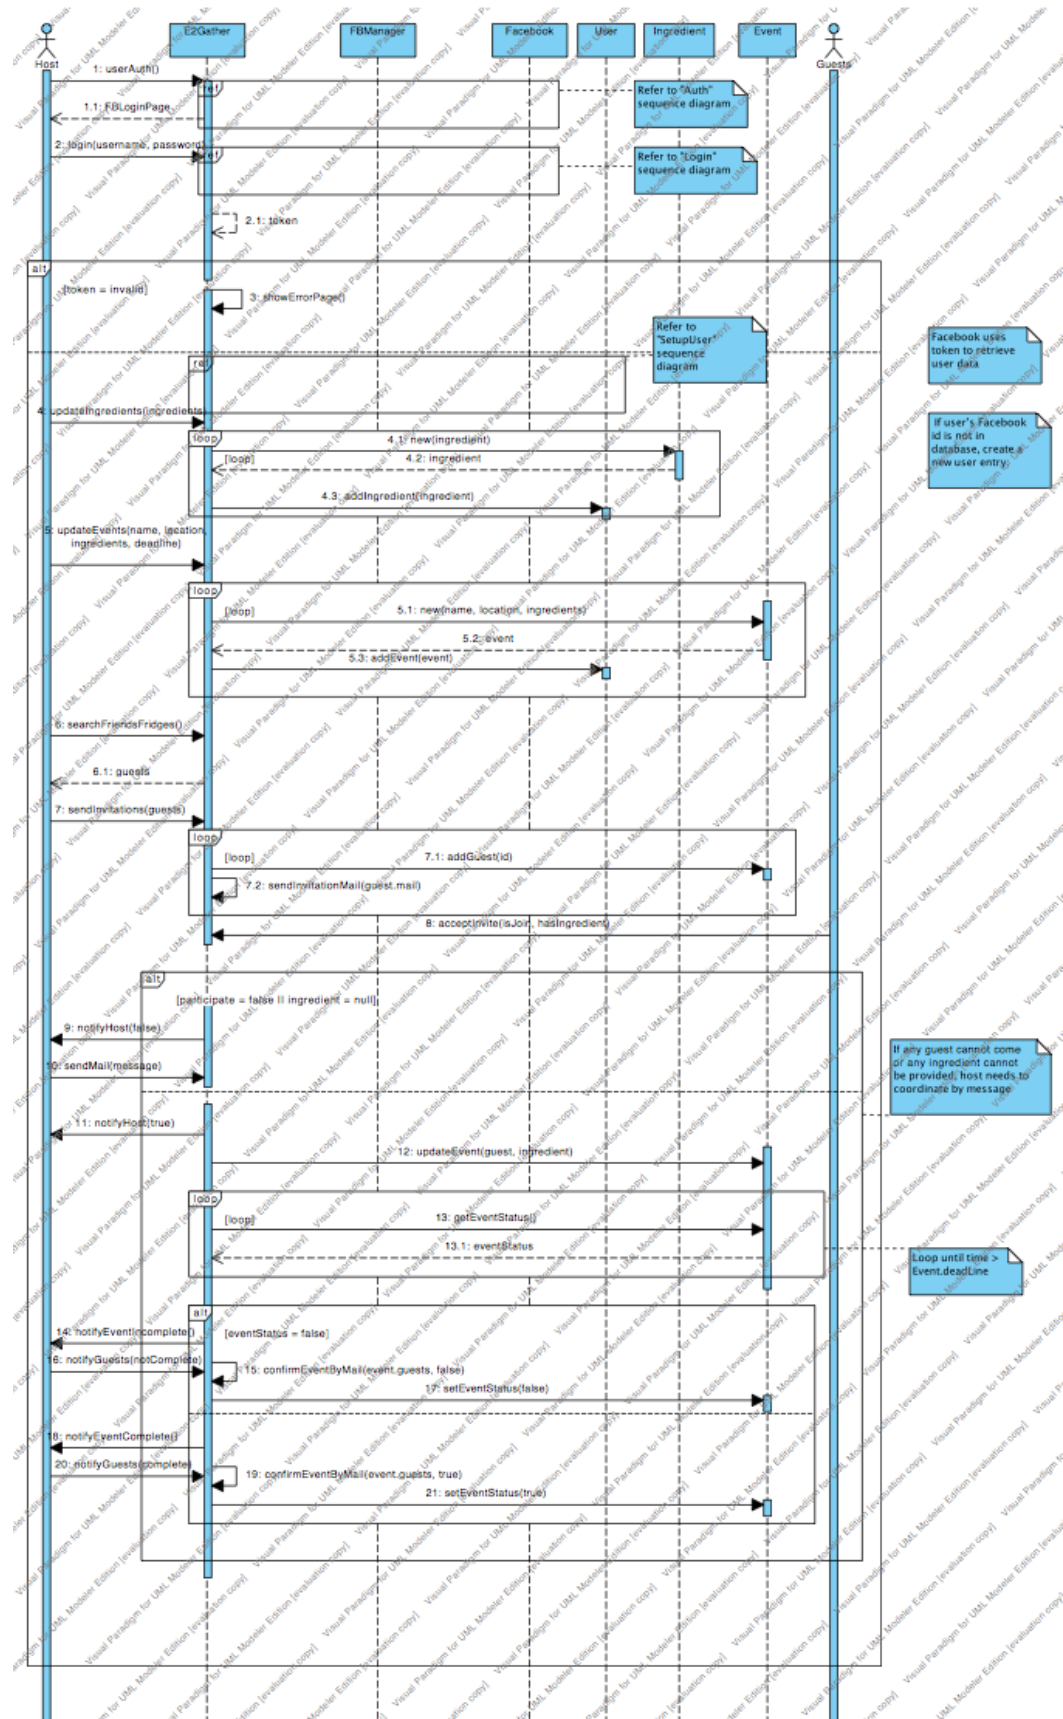 E2Gather
FBManager
Facebook
User
Ingredient
Event
Host
Guests
1: userAuth()
ref
Refer to "Auth"
sequence diagram
1.1: FBLoginPage
2: login(username, password)
ref
Refer to "Login"
sequence diagram
2.1: token
alt
[token = invalid]
3: showErrorPage()
Refer to
"SetupUser"
sequence
diagram
Facebook uses
token to retrieve
user data
ref
4: updateIngredients(ingredients)
If user's Facebook
id is not in
database, create a
new user entry.
loop
4.1: new(ingredient)
[loop]
4.2: ingredient
4.3: addIngredient(ingredient)
5: updateEvents(name, location,
ingredients, deadline)
loop
[loop]
5.1: new(name, location, ingredients)
5.2: event
5.3: addEvent(event)
6: searchFriendsFridges()
6.1: guests
7: sendInvitations(guests)
loop
[loop]
7.1: addGuest(id)
7.2: sendInvitationMail(guest.mail)
8: acceptInvite(isJoin, hasIngredient)
alt
[participate = false || ingredient = null]
9: notifyHost(false)
10: sendMail(message)
If any guest cannot come
or any ingredient cannot
be provided, host needs to
coordinate by message
11: notifyHost(true)
12: updateEvent(guest, ingredient)
loop
[loop]
13: getEventStatus()
13.1: eventStatus
Loop until time >
Event.deadLine
alt
14: notifyEventIncomplete()
[eventStatus = false]
16: notifyGuests(notComplete)
15: confirmEventByMail(event.guests, false)
17: setEventStatus(false)
18: notifyEventComplete()
20: notifyGuests(complete)
19: confirmEventByMail(event.guests, true)
21: setEventStatus(true)
Visual Paradigm for UML Modeler Edition [evaluation copy]